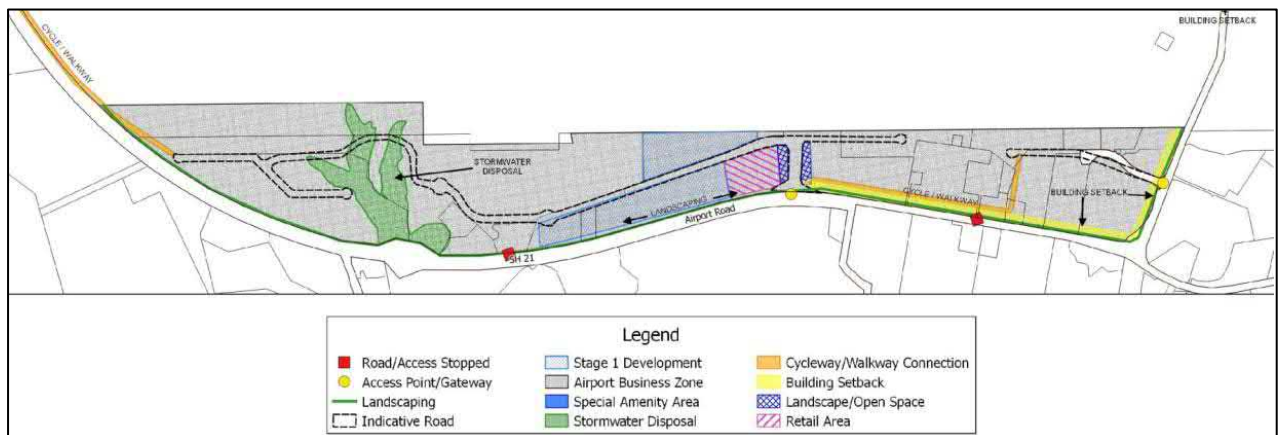 BUILDING SETBACK
CYCLE / WALKWAY
STORMWATER
DISPOSAL
LANDSCAPING
Airport Road
CYCLE / WALKWAY
BUILDING SETBACK
SH 21
Legend
Road/Access Stopped
Access Point/Gateway
Landscaping
Indicative Road
Stage 1 Development
Airport Business Zone
Special Amenity Area
Stormwater Disposal
Cycleway/Walkway Connection
Building Setback
Landscape/Open Space
Retail Area